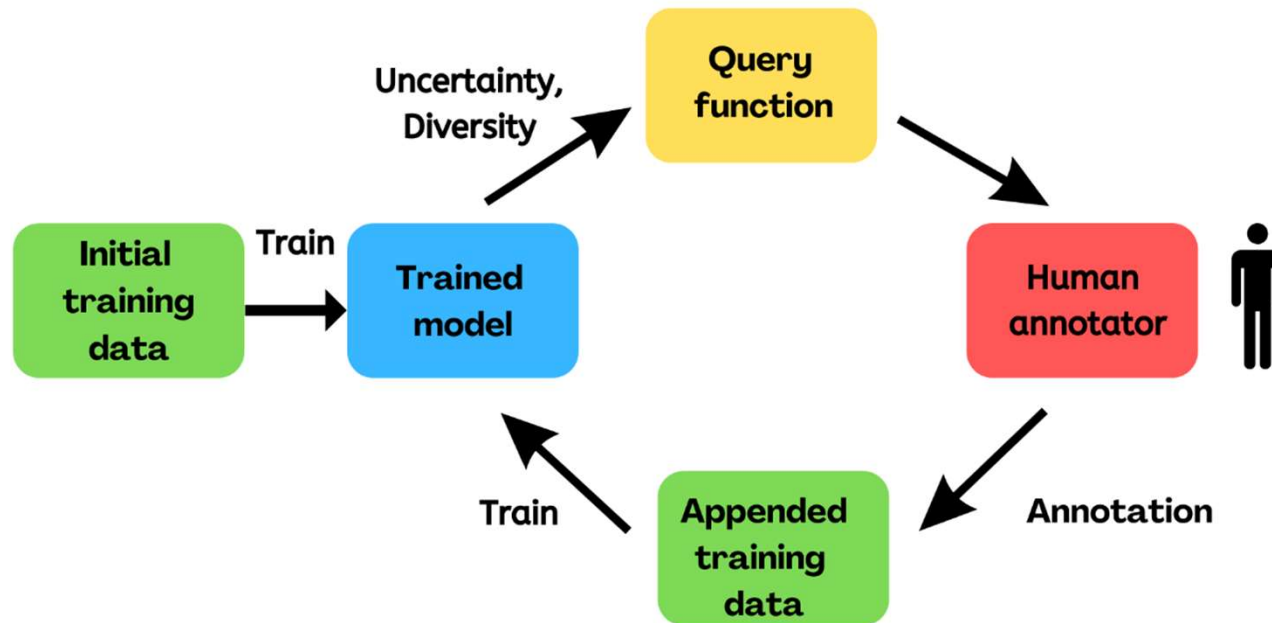 Query
function
Uncertainty,
Diversity
Initial
training
data
Train
Trained
model
Human
annotator
Train
Appended
training
data
Annotation